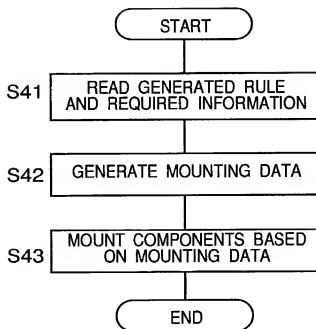 START
S41
READ GENERATED RULE
AND REQUIRED INFORMATION
S42
GENERATE MOUNTING DATA
S43
MOUNT COMPONENTS BASED
ON MOUNTING DATA
END